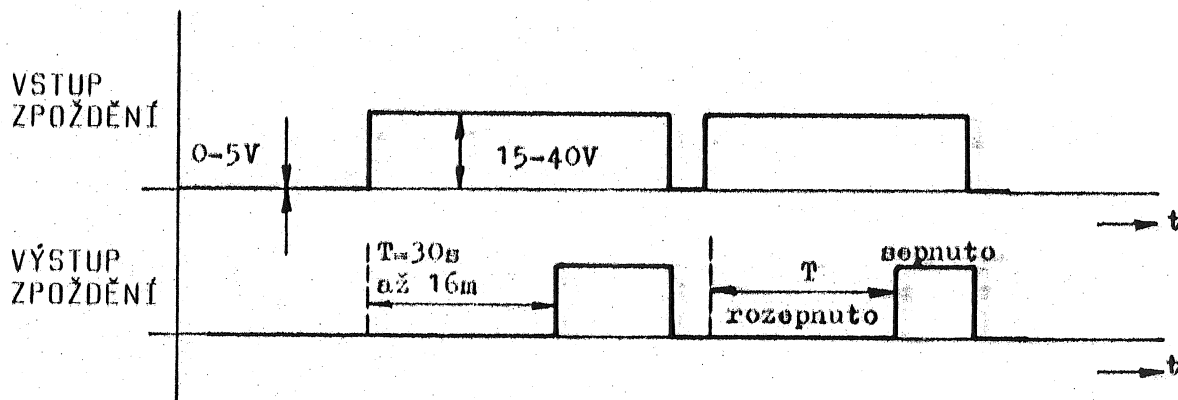 VSTUP
ZPOŽDĚNÍ
0-5V
15-40V
t
VÝSTUP
ZPOŽDĚNÍ
T=30s
až 16m
T
sepnuto
rozepnuto
t